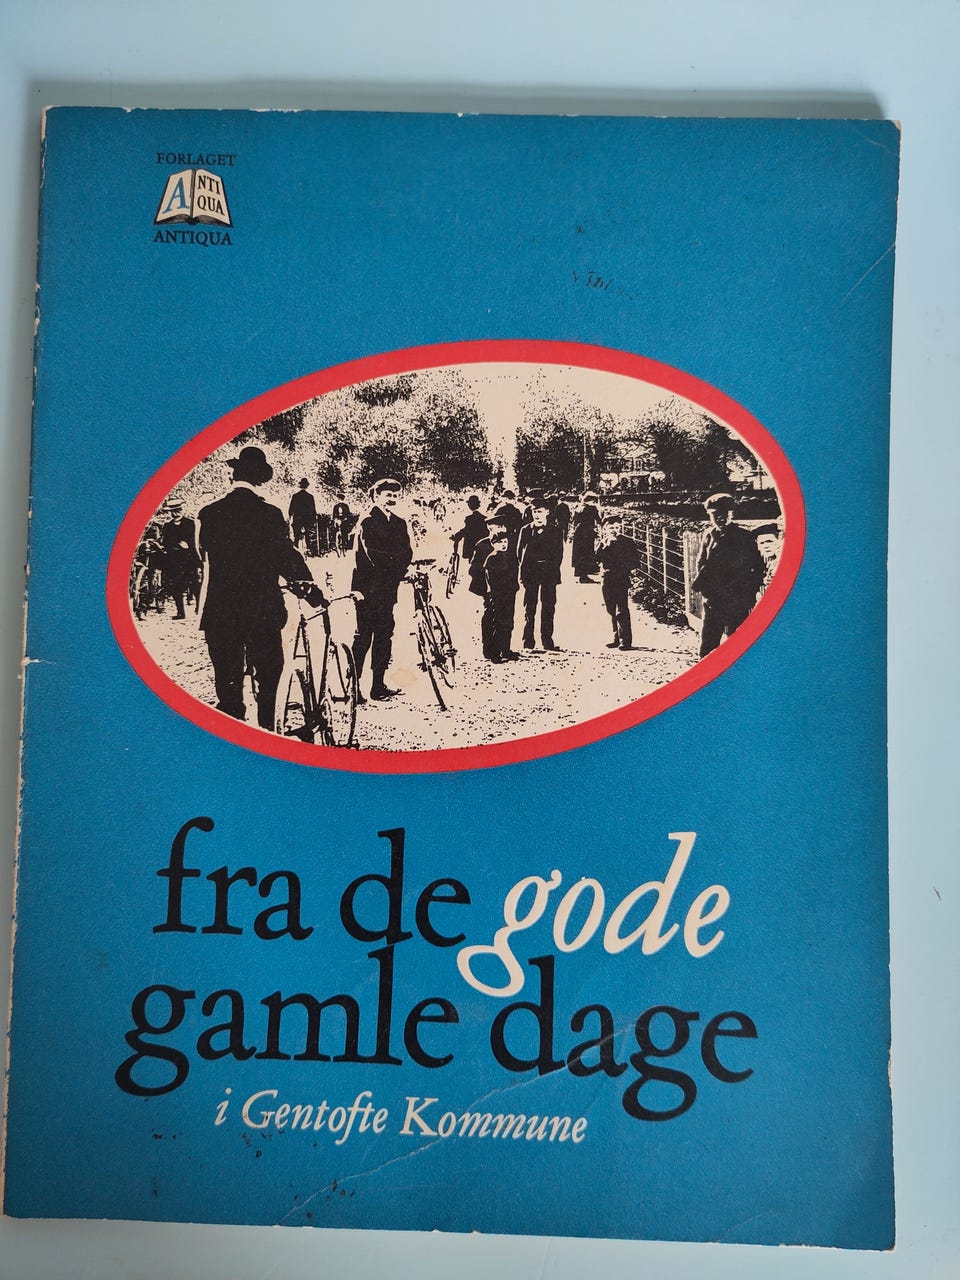 FORLAGET
ANTI
QUA
ANTIQUA
fra de gode
gamle dage
i Gentofte Kommune